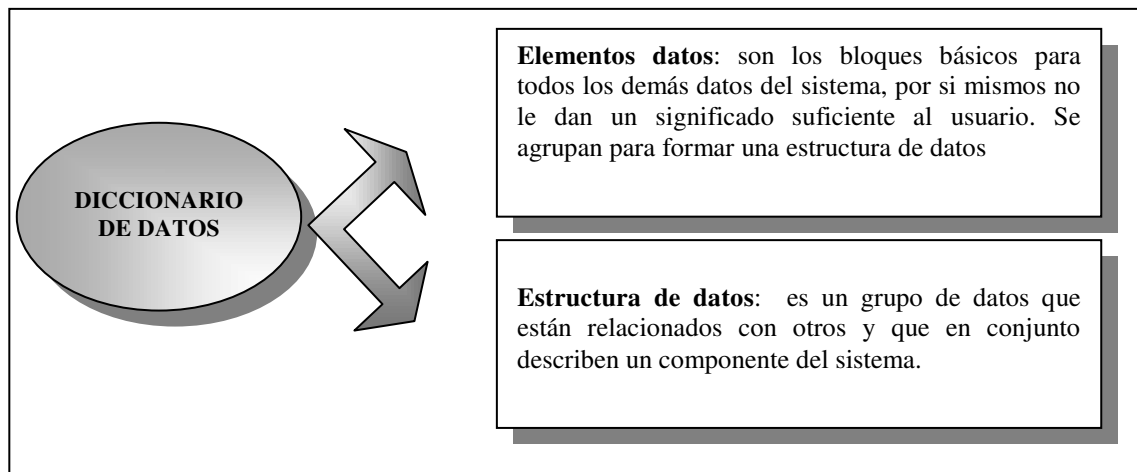 DICCIONARIO
DE DATOS
Elementos datos: son los bloques básicos para
todos los demás datos del sistema, por si mismos no
le dan un significado suficiente al usuario. Se
agrupan para formar una estructura de datos
Estructura de datos: es un grupo de datos que
están relacionados con otros y que en conjunto
describen un componente del sistema.